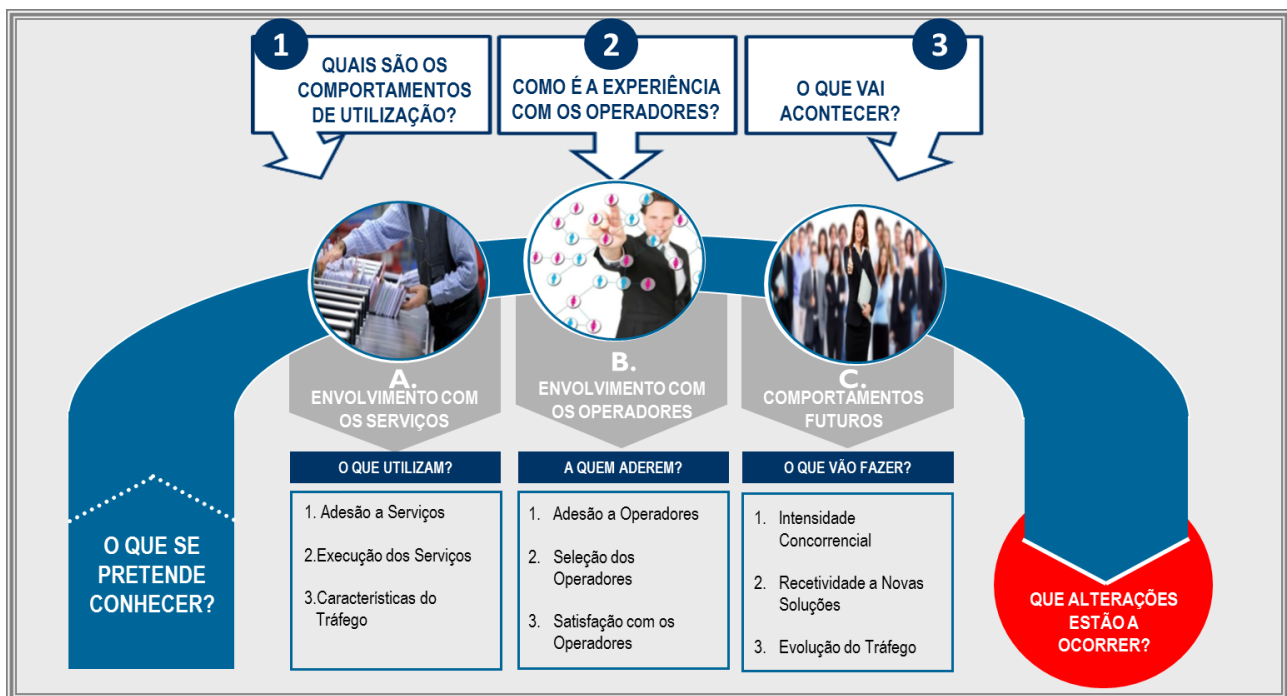 1
QUAIS SÃO OS
COMPORTAMENTOS
DE UTILIZAÇÃO?
2
COMO É A EXPERIÊNCIA
COM OS OPERADORES?
3
O QUE VAI
ACONTECER?
A.
ENVOLVIMENTO COM
OS SERVIÇOS
B.
ENVOLVIMENTO COM
OS OPERADORES
C.
COMPORTAMENTOS
FUTUROS
O QUE SE
PRETENDE
CONHECER?
O QUE UTILIZAM?
1. Adesão a Serviços
2.Execução dos Serviços
3.Caracteristicas do
Tráfego
A QUEM ADEREM?
1. Adesão a Operadores
2. Seleção dos
Operadores
3. Satisfação com os
Operadores
O QUE VÃO FAZER?
1. Intensidade
Concorrencial
2. Recetividade a Novas
Soluções
3. Evolução do Tráfego
QUE ALTERAÇÕES
ESTÃO A
OCORRER?